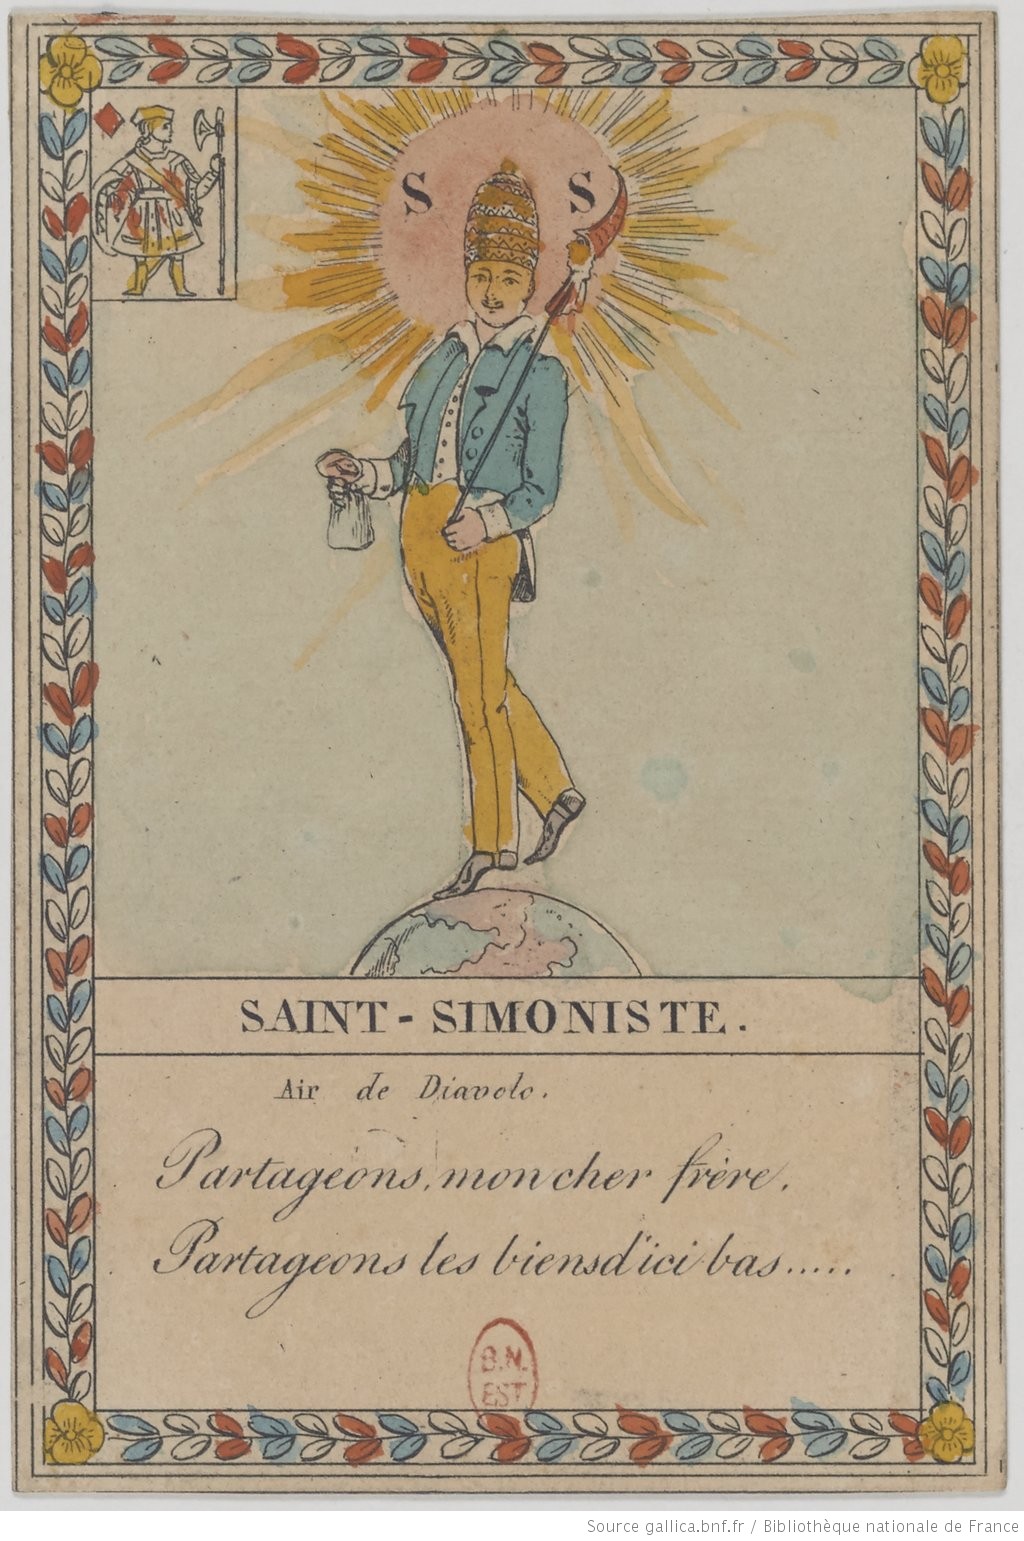 S S
SAINT-SIMONISTE.
Air de Diavolo.
Partageons, mon cher frère,
Partageons les biens d'ici bas.....
B.N.
EST
Source gallica.bnf.fr / Bibliothèque nationale de France